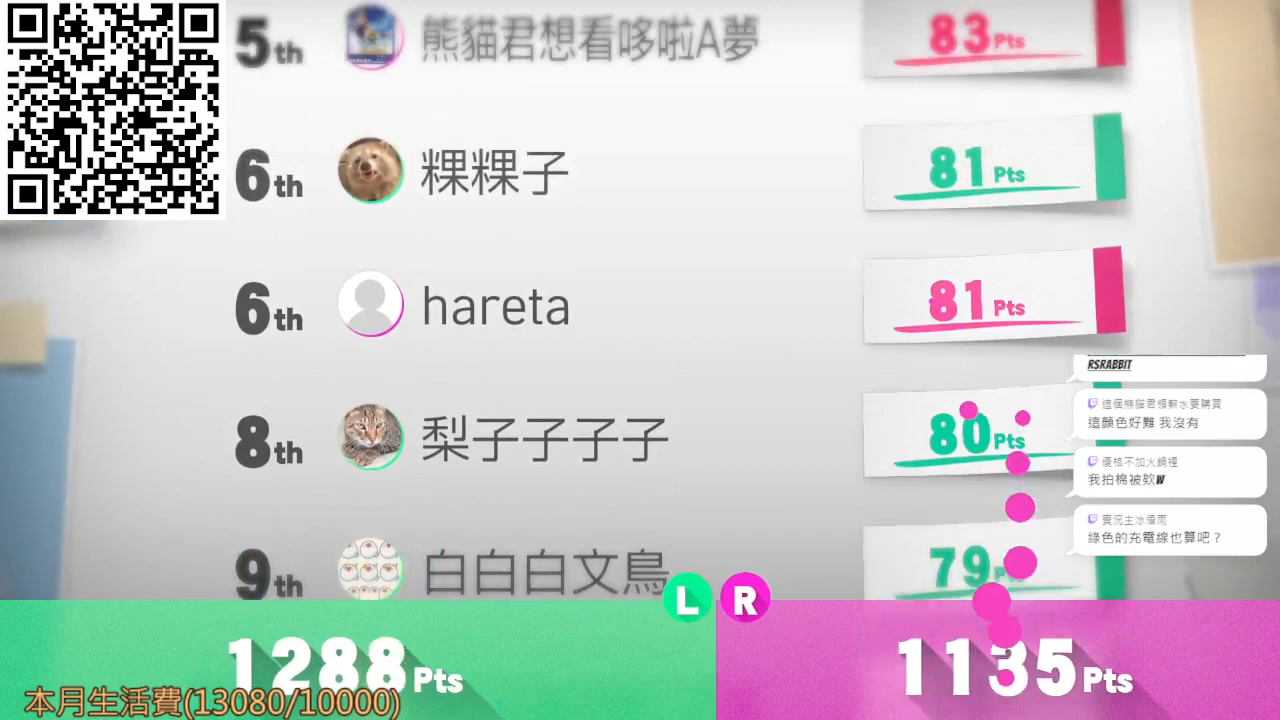 5th 熊貓君想看哆啦A夢 83Pts
6th 粿粿子 81Pts
6th hareta 81Pts
8th 梨子子子子 80Pts
9th 白白白文鳥 79Pts
RSRABBIT
這個熊貓君領薪水要購買
這顏色好難 我沒有
優柏不加火鍋裡
我拍棉被欸W
實況主冰悟雨
綠色的充電線也算吧？
L R
1288Pts
1135Pts
本月生活費(13080/10000)